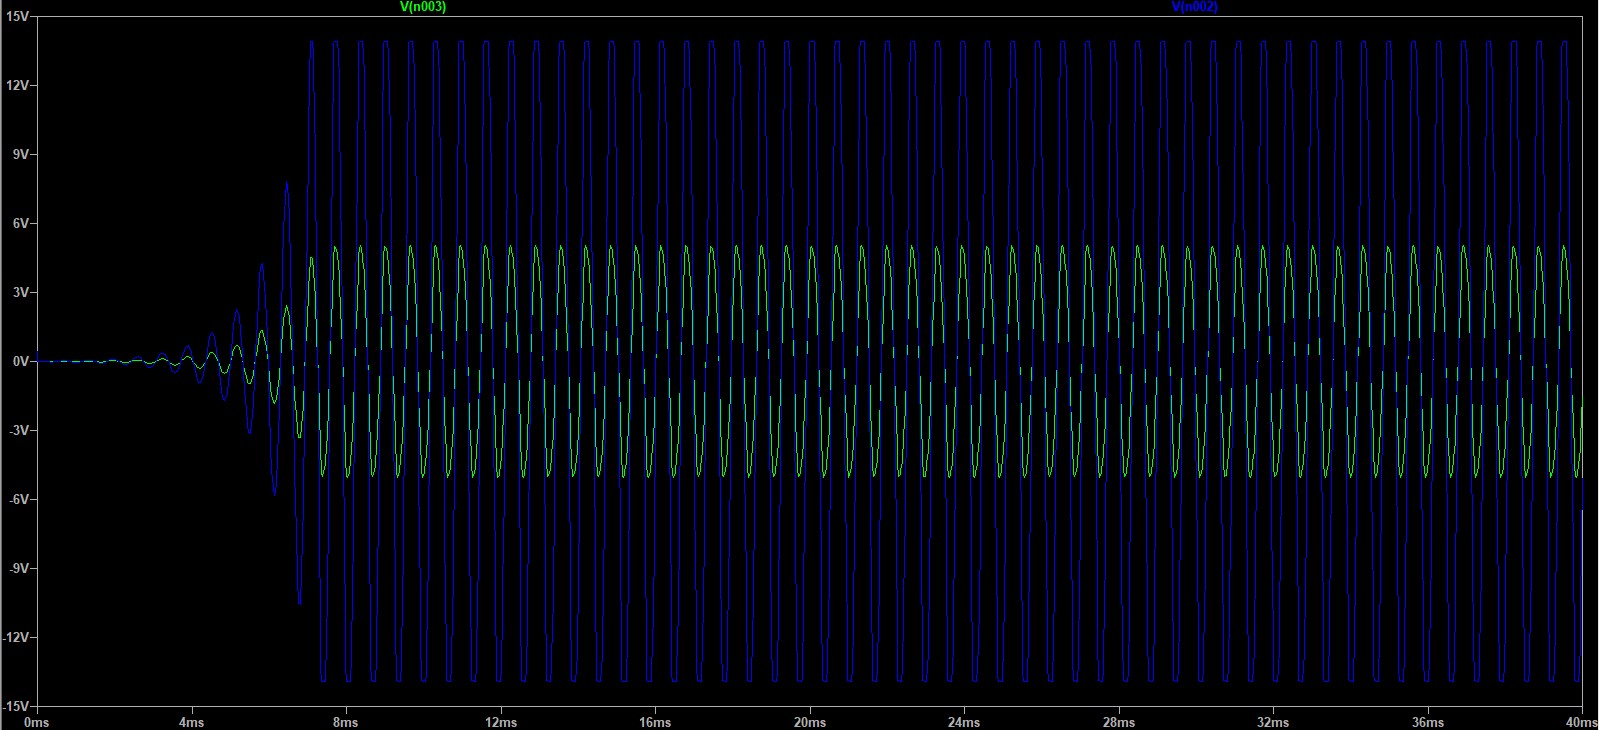 V(n003) V(n002)
15V
12V
9V
6V
3V
0V
-3V
-6V
-9V
-12V
-15V
0ms 4ms 8ms 12ms 16ms 20ms 24ms 28ms 32ms 36ms 40ms